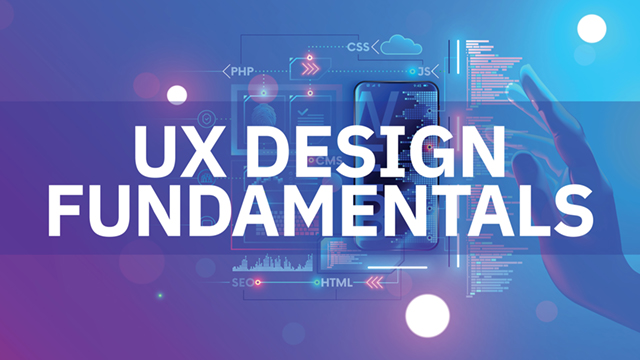 CSS
PHP
JS
UX DESIGN
CMS
FUNDAMENTALS
SEO
HTML